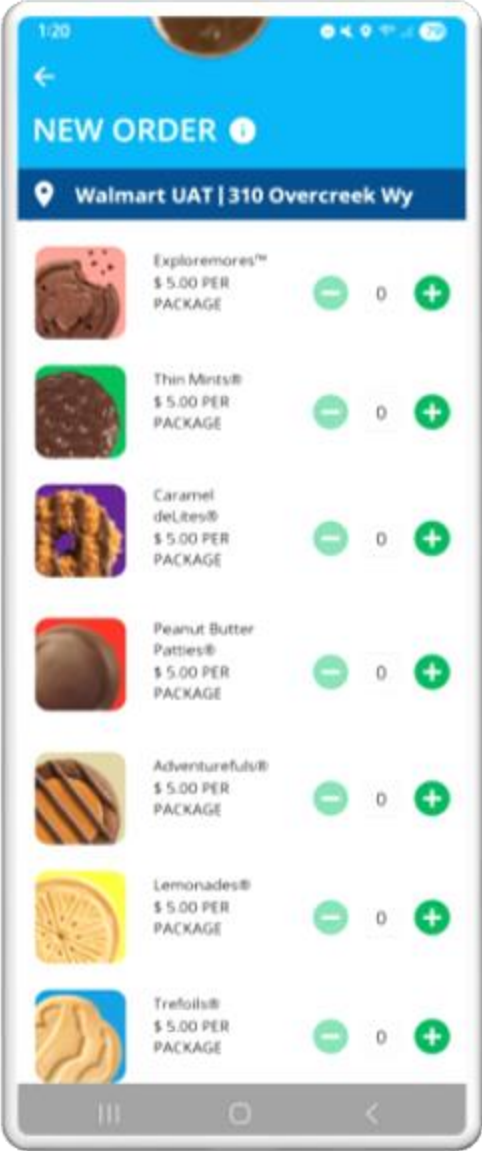 1:20
79
NEW ORDER
Walmart UAT | 310 Overcreek Wy
Exploremores™
$ 5.00 PER
PACKAGE
0
Thin Mints®
$ 5.00 PER
PACKAGE
0
Caramel
deLites®
$ 5.00 PER
PACKAGE
0
Peanut Butter
Patties®
$ 5.00 PER
PACKAGE
0
Adventurefuls®
$ 5.00 PER
PACKAGE
0
Lemonades®
$ 5.00 PER
PACKAGE
0
Trefoils®
$ 5.00 PER
PACKAGE
0